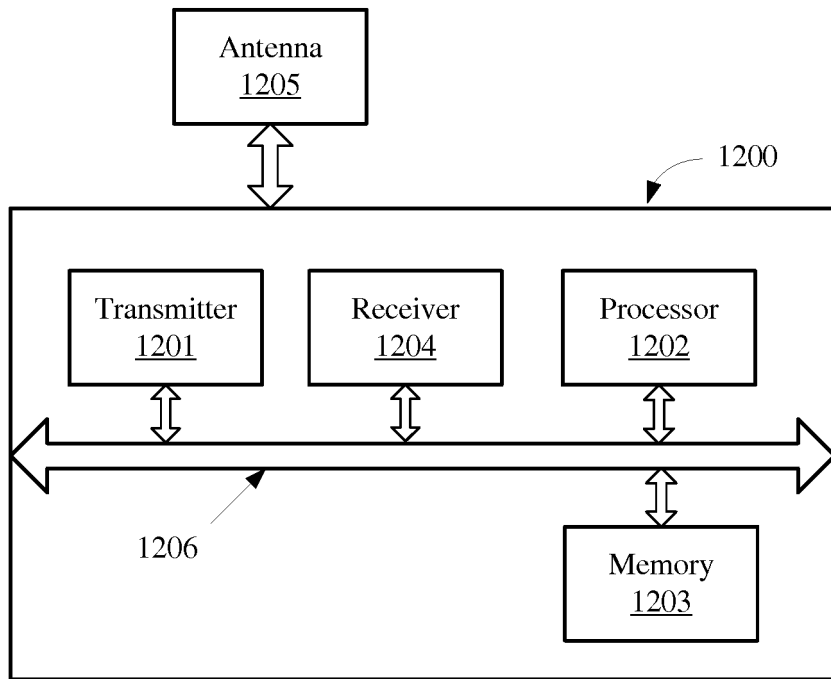 Antenna
1205
1200
Transmitter
1201
Receiver
1204
Processor
1202
1206
Memory
1203